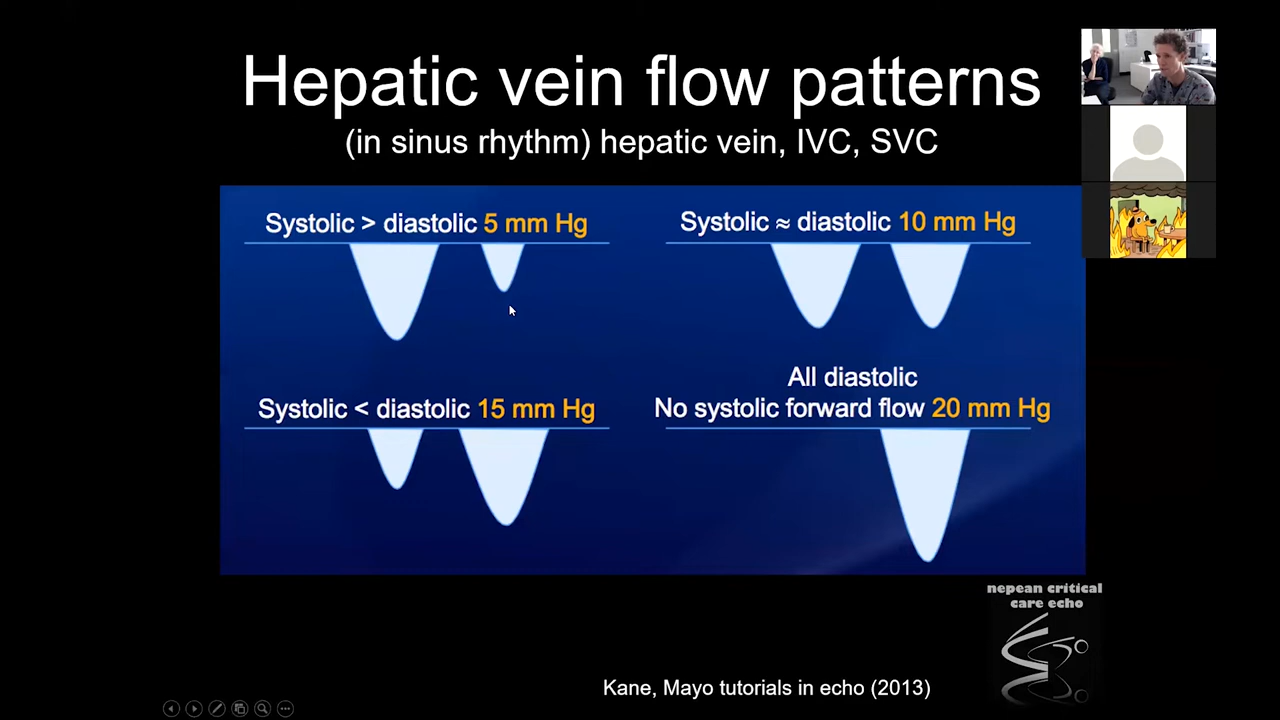 Hepatic vein flow patterns
(in sinus rhythm) hepatic vein, IVC, SVC
Systolic > diastolic 5 mm Hg
Systolic ≈ diastolic 10 mm Hg
Systolic < diastolic 15 mm Hg
All diastolic
No systolic forward flow 20 mm Hg
nepean critical
care echo
Kane, Mayo tutorials in echo (2013)